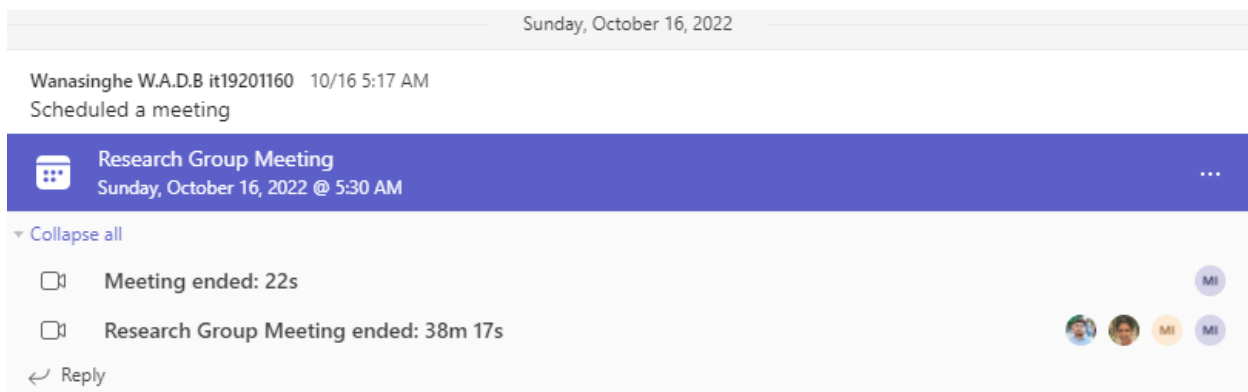 Sunday, October 16, 2022
Wanasinghe W.A.D.B it19201160 10/16 5:17 AM
Scheduled a meeting
Research Group Meeting
Sunday, October 16, 2022 @ 5:30 AM
...
Collapse all
Meeting ended: 22s
MI
Research Group Meeting ended: 38m 17s
MI MI
Reply